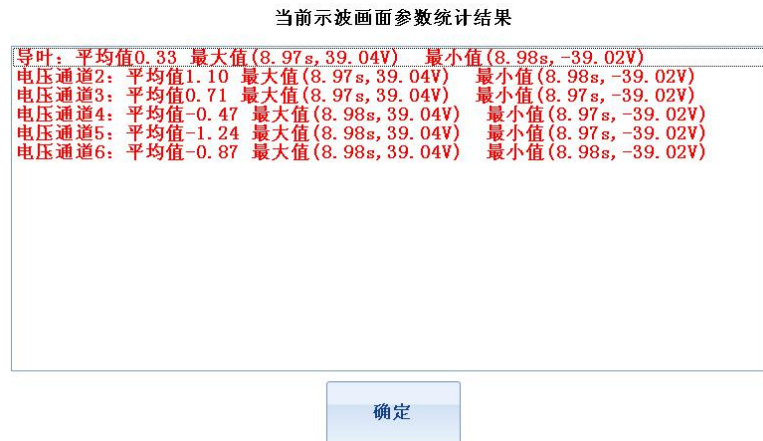 当前示波画面参数统计结果
导叶：平均值0.33 最大值(8.97s,39.04V) 最小值(8.98s,-39.02V)
电压通道2：平均值1.10 最大值(8.97s,39.04V) 最小值(8.98s,-39.02V)
电压通道3：平均值0.71 最大值(8.97s,39.04V) 最小值(8.97s,-39.02V)
电压通道4：平均值-0.47 最大值(8.98s,39.04V) 最小值(8.97s,-39.02V)
电压通道5：平均值-1.24 最大值(8.98s,39.04V) 最小值(8.97s,-39.02V)
电压通道6：平均值-0.87 最大值(8.98s,39.04V) 最小值(8.98s,-39.02V)
确定